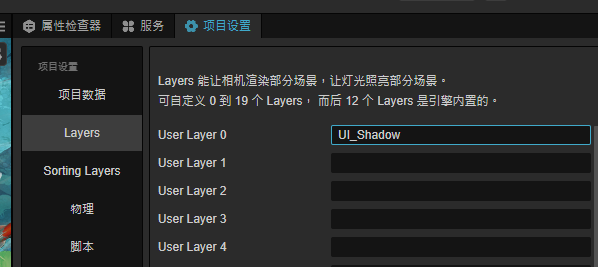 属性检查器 服务 项目设置
项目设置
项目数据
Layers
Sorting Layers
物理
脚本
Layers 能让相机渲染部分场景，让灯光照亮部分场景。
可自定义 0 到 19 个 Layers， 而后 12 个 Layers 是引擎内置的。
User Layer 0 UI_Shadow
User Layer 1
User Layer 2
User Layer 3
User Layer 4